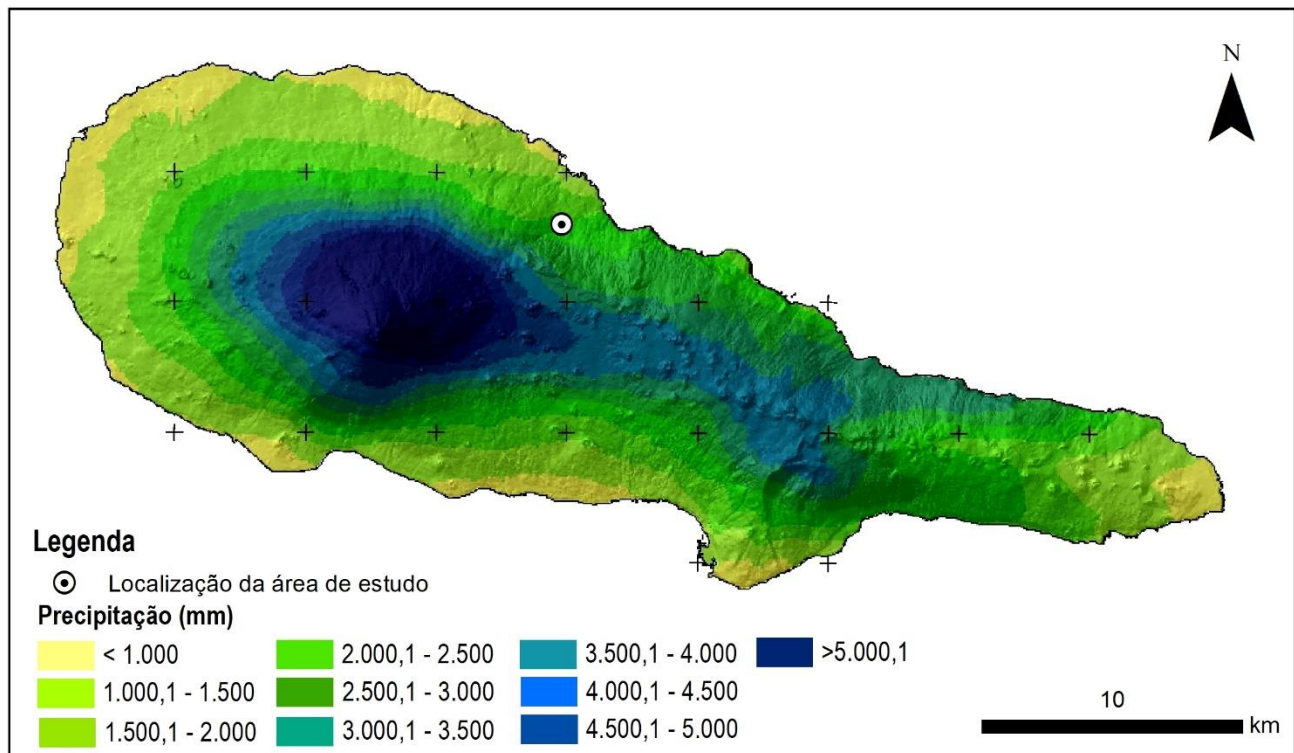 N
Legenda
Localização da área de estudo
Precipitação (mm)
< 1.000
1.000,1 - 1.500
1.500,1 - 2.000
2.000,1 - 2.500
2.500,1 - 3.000
3.000,1 - 3.500
3.500,1 - 4.000
4.000,1 - 4.500
4.500,1 - 5.000
>5.000,1
10
km